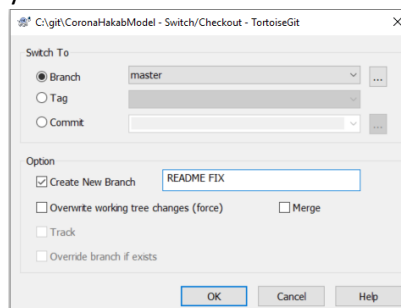 C:\git\CoronaHakabModel - Switch/Checkout - TortoiseGit
Switch To
Branch
master
...
Tag
Commit
...
Option
Create New Branch
README FIX
Overwrite working tree changes (force)
Merge
Track
Override branch if exists
OK
Cancel
Help